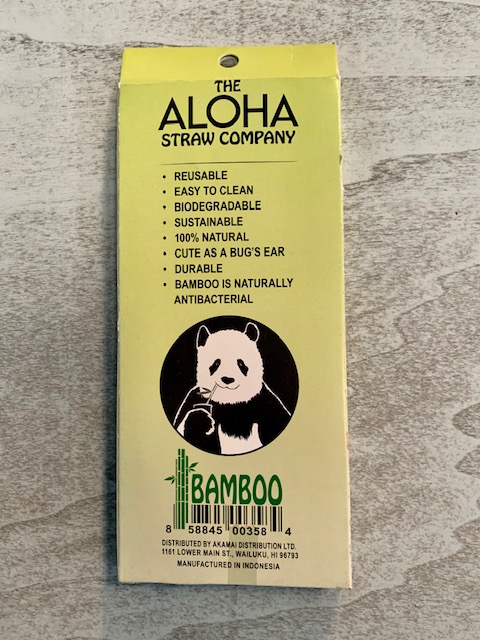 THE
ALOHA
STRAW COMPANY
• REUSABLE
• EASY TO CLEAN
• BIODEGRADABLE
• SUSTAINABLE
• 100% NATURAL
• CUTE AS A BUG'S EAR
• DURABLE
• BAMBOO IS NATURALLY
ANTIBACTERIAL
BAMBOO
8 58845 00358 4
DISTRIBUTED BY AKAMAI DISTRIBUTION LTD.
1161 LOWER MAIN ST., WAILUKU, HI 96793
MANUFACTURED IN INDONESIA